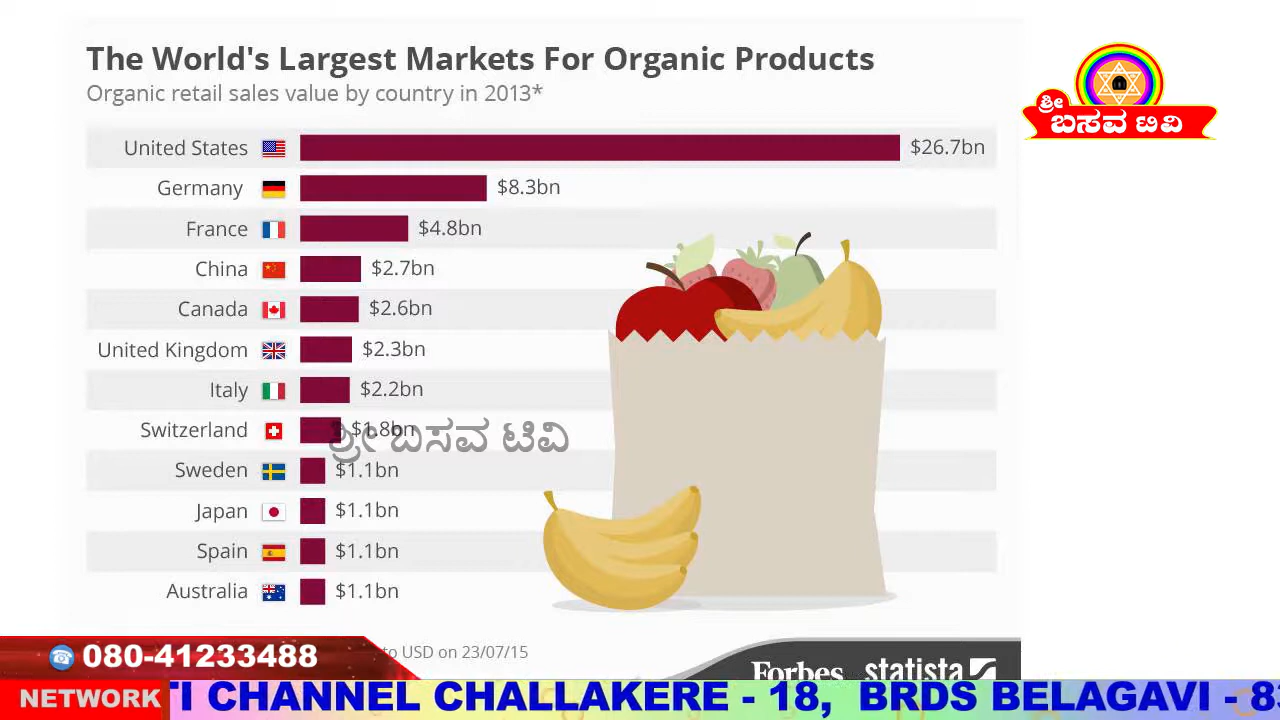 The World's Largest Markets For Organic Products
Organic retail sales value by country in 2013*
ಶ್ರೀ
ಬಸವ ಟಿವಿ
United States $26.7bn
Germany $8.3bn
France $4.8bn
China $2.7bn
Canada $2.6bn
United Kingdom $2.3bn
Italy $2.2bn
Switzerland $1.8bn
ಶ್ರೀ ಬಸವ ಟಿವಿ
Sweden $1.1bn
Japan $1.1bn
Spain $1.1bn
Australia $1.1bn
080-41233488
to USD on 23/07/15
Forbes statista
NETWORK TI CHANNEL CHALLAKERE - 18, BRDS BELAGAVI -